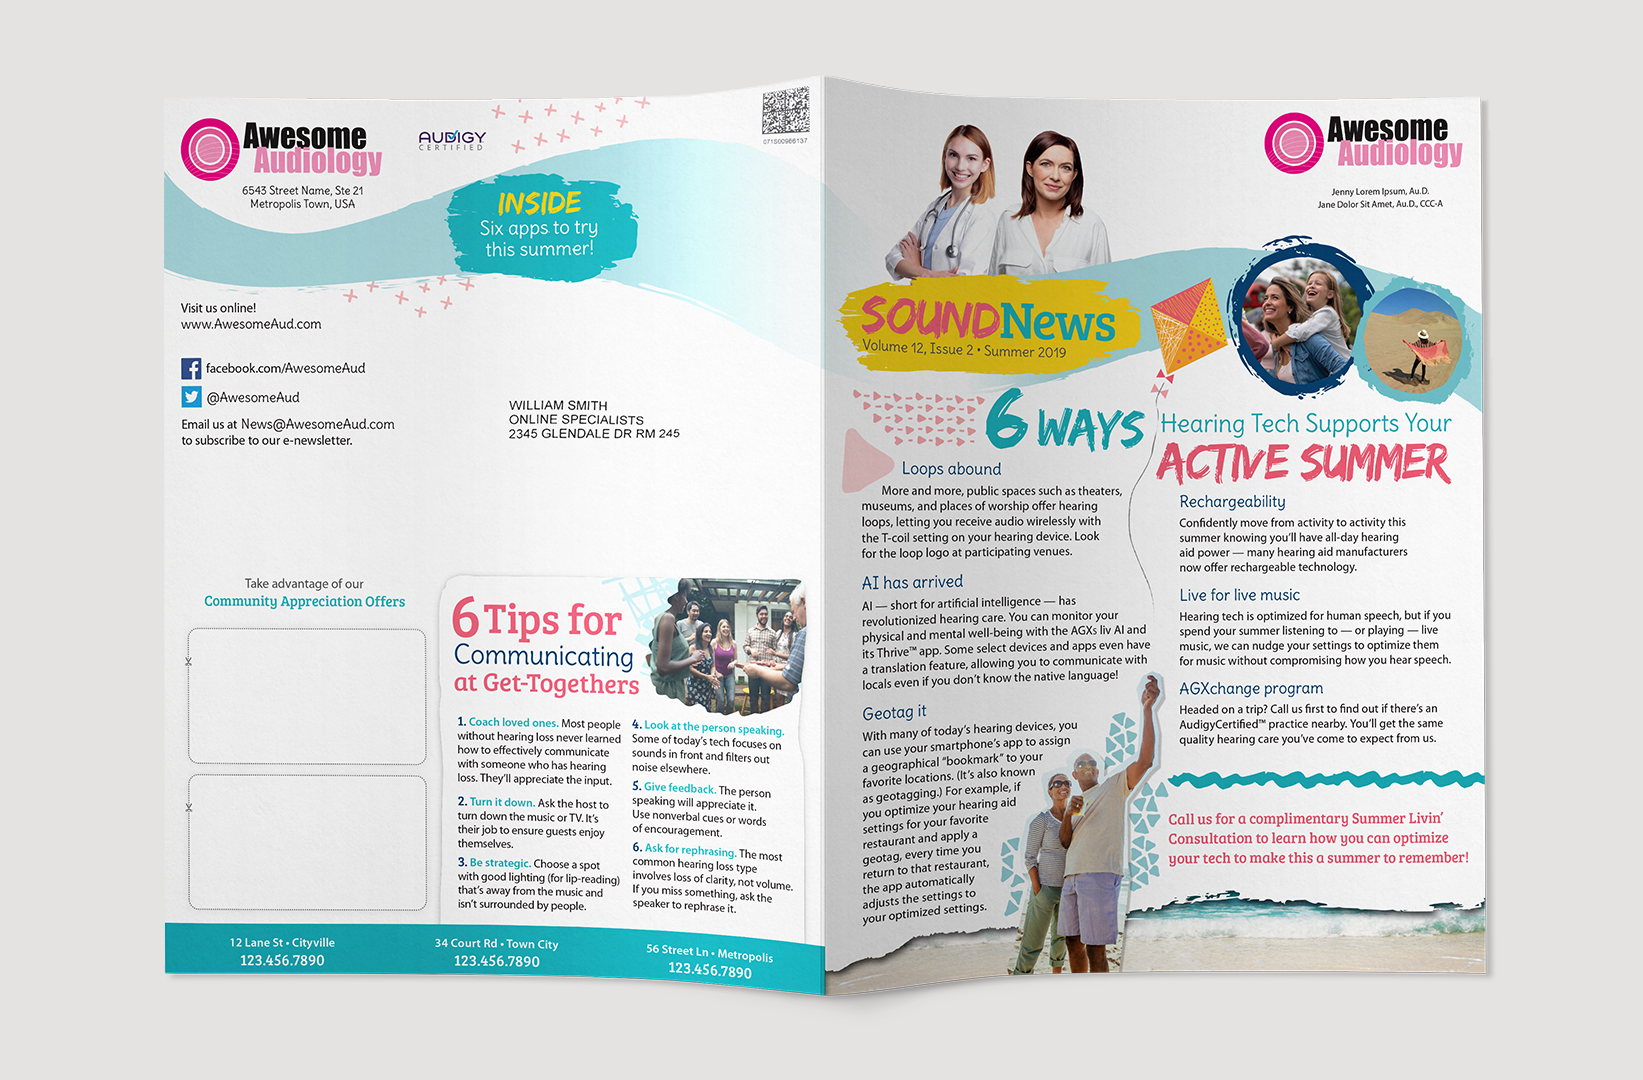 Awesome
Audiology
6543 Street Name, Ste 21
Metropolis Town, USA
AUDIGY
CERTIFIED
071S00966137
INSIDE
Six apps to try
this summer!
Visit us online!
www.AwesomeAud.com
facebook.com/AwesomeAud
@AwesomeAud
Email us at News@AwesomeAud.com
to subscribe to our e-newsletter.
WILLIAM SMITH
ONLINE SPECIALISTS
2345 GLENDALE DR RM 245
Take advantage of our
Community Appreciation Offers
6 Tips for
Communicating
at Get-Togethers
1. Coach loved ones. Most people
without hearing loss never learned
how to effectively communicate
with someone who has hearing
loss. They'll appreciate the input.
2. Turn it down. Ask the host to
turn down the music or TV. It's
their job to ensure guests enjoy
themselves.
3. Be strategic. Choose a spot
with good lighting (for lip-reading)
that's away from the music and
isn't surrounded by people.
4. Look at the person speaking.
Some of today's tech focuses on
sounds in front and filters out
noise elsewhere.
5. Give feedback. The person
speaking will appreciate it.
Use nonverbal cues or words
of encouragement.
6. Ask for rephrasing. The most
common hearing loss type
involves loss of clarity, not volume.
If you miss something, ask the
speaker to rephrase it.
12 Lane St • Cityville
123.456.7890
34 Court Rd • Town City
123.456.7890
56 Street Ln • Metropolis
123.456.7890
Awesome
Audiology
Jenny Lorem Ipsum, Au.D.
Jane Dolor Sit Amet, Au.D., CCC-A
SOUNDNews
Volume 12, Issue 2 • Summer 2019
6 WAYS
Hearing Tech Supports Your
ACTIVE SUMMER
Loops abound
More and more, public spaces such as theaters,
museums, and places of worship offer hearing
loops, letting you receive audio wirelessly with
the T-coil setting on your hearing device. Look
for the loop logo at participating venues.
AI has arrived
AI — short for artificial intelligence — has
revolutionized hearing care. You can monitor your
physical and mental well-being with the AGXs liv AI and
its Thrive™ app. Some select devices and apps even have
a translation feature, allowing you to communicate with
locals even if you don't know the native language!
Geotag it
With many of today's hearing devices, you
can use your smartphone's app to assign
a geographical "bookmark" to your
favorite locations. (It's also known
as geotagging.) For example, if
you optimize your hearing aid
settings for your favorite
restaurant and apply a
geotag, every time you
return to that restaurant,
the app automatically
adjusts the settings to
your optimized settings.
Rechargeability
Confidently move from activity to activity this
summer knowing you'll have all-day hearing
aid power — many hearing aid manufacturers
now offer rechargeable technology.
Live for live music
Hearing tech is optimized for human speech, but if you
spend your summer listening to — or playing — live
music, we can nudge your settings to optimize them
for music without compromising how you hear speech.
AGXchange program
Headed on a trip? Call us first to find out if there's an
AudigyCertified™ practice nearby. You'll get the same
quality hearing care you've come to expect from us.
Call us for a complimentary Summer Livin'
Consultation to learn how you can optimize
your tech to make this a summer to remember!